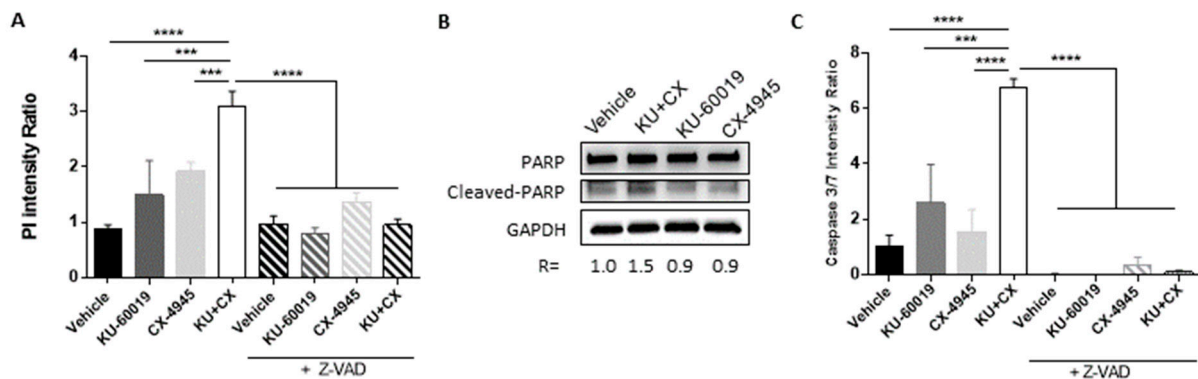 A
PI intensity Ratio
4
3
2
1
0
****
***
***
****
Vehicle
KU-60019
CX-4945
KU+CX
Vehicle
KU-60019
CX-4945
KU+CX
+ Z-VAD
B
Vehicle
KU+CX
KU-60019
CX-4945
PARP
Cleaved-PARP
GAPDH
R= 1.0 1.5 0.9 0.9
C
Caspase 3/7 Intensity Ratio
8
6
4
2
0
****
***
****
****
Vehicle
KU-60019
CX-4945
KU+CX
Vehicle
KU-60019
CX-4945
KU+CX
+ Z-VAD